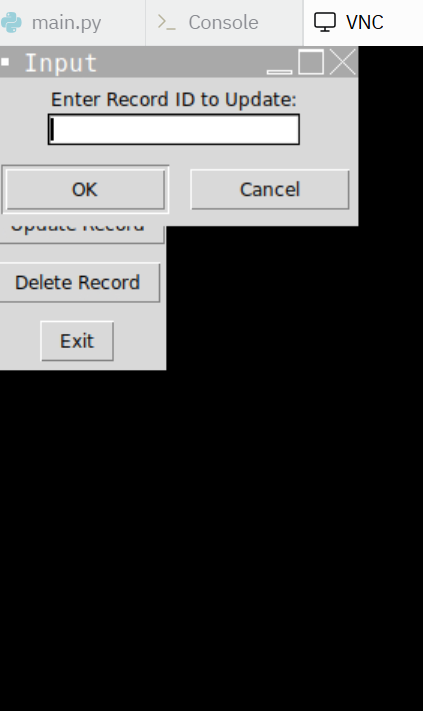 main.py
Console
VNC
Input
Enter Record ID to Update:
OK
Cancel
Update Record
Delete Record
Exit